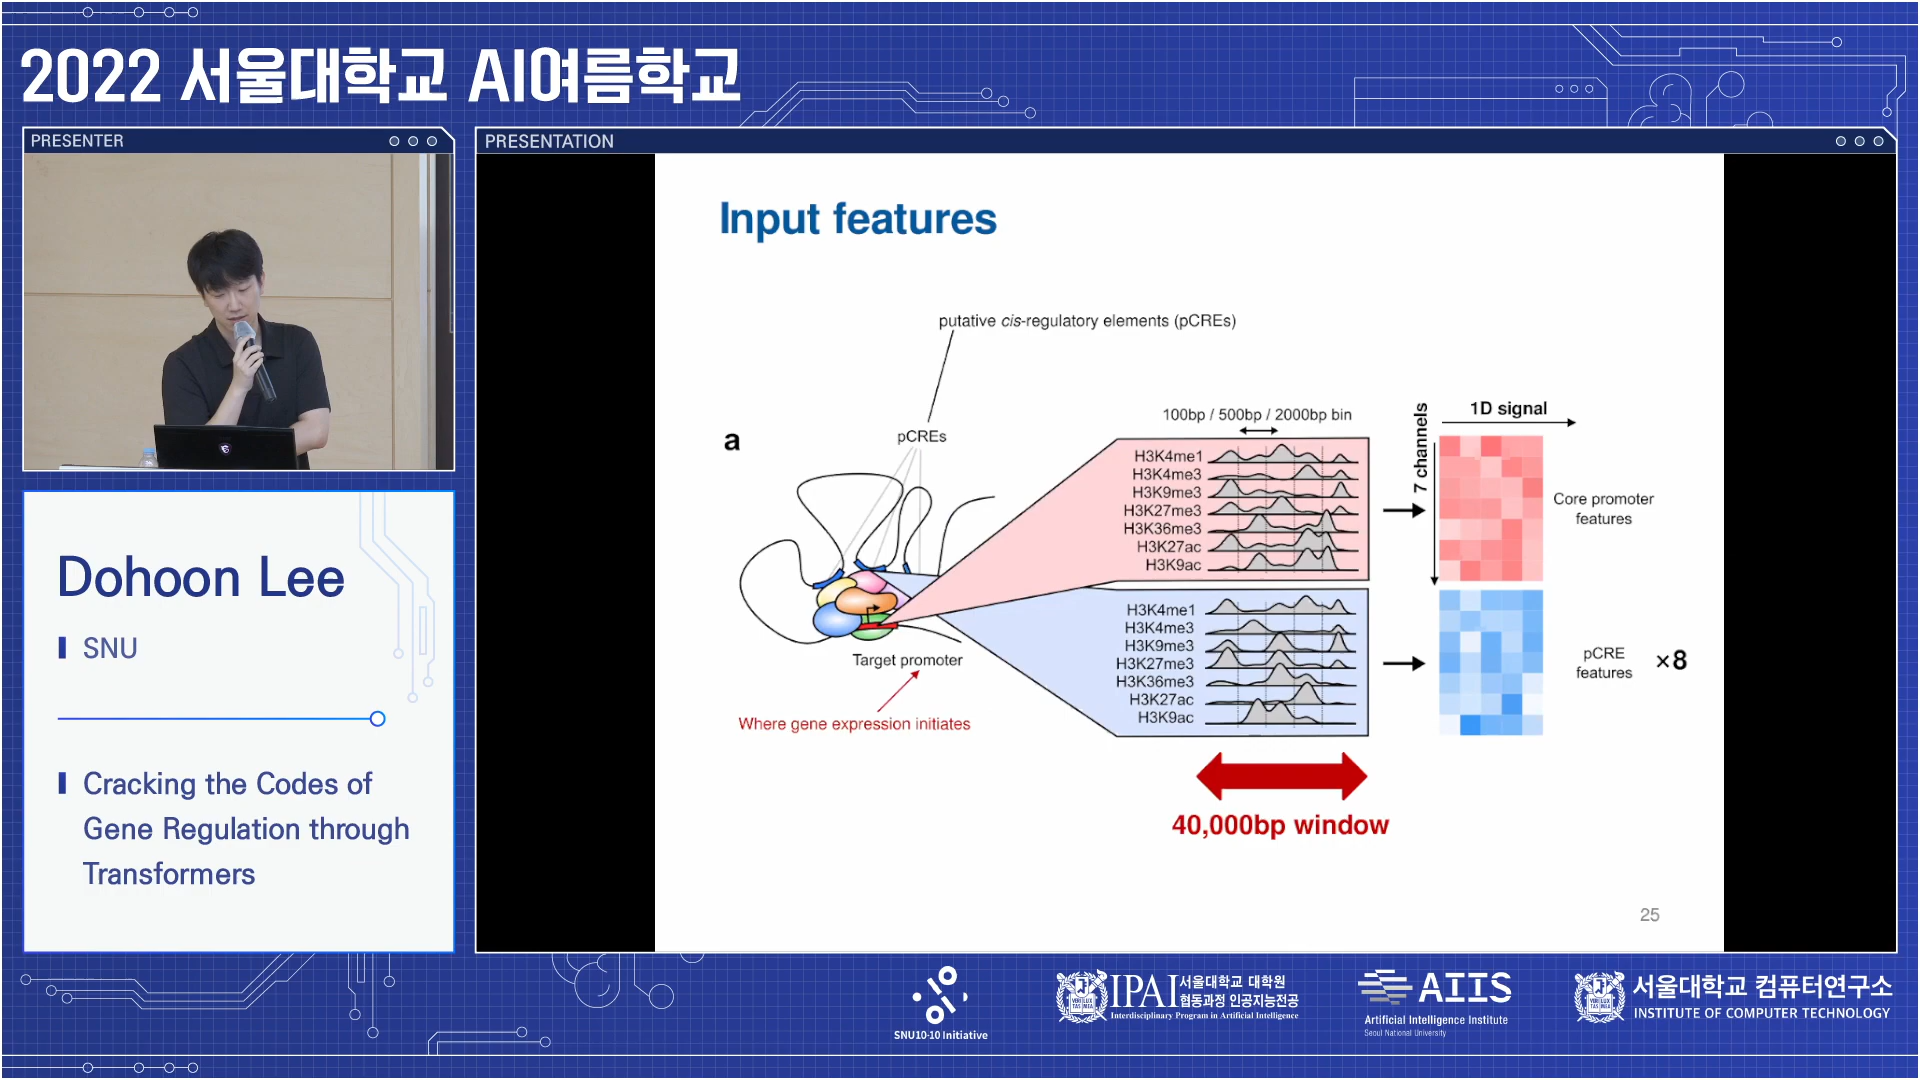 2022 서울대학교 AI여름학교
PRESENTER
PRESENTATION
Dohoon Lee
SNU
Cracking the Codes of
Gene Regulation through
Transformers
Input features
putative cis-regulatory elements (pCREs)
a
pCREs
Target promoter
Where gene expression initiates
100bp / 500bp / 2000bp bin
H3K4me1
H3K4me3
H3K9me3
H3K27me3
H3K36me3
H3K27ac
H3K9ac
H3K4me1
H3K4me3
H3K9me3
H3K27me3
H3K36me3
H3K27ac
H3K9ac
40,000bp window
1D signal
7 channels
Core promoter
features
pCRE
features
×8
25
SNU10·10 Initiative
IPAI 서울대학교 대학원
협동과정 인공지능전공
Interdisciplinary Program in Artificial Intelligence
AIIS
Artificial Intelligence Institute
Seoul National University
서울대학교 컴퓨터연구소
INSTITUTE OF COMPUTER TECHNOLOGY